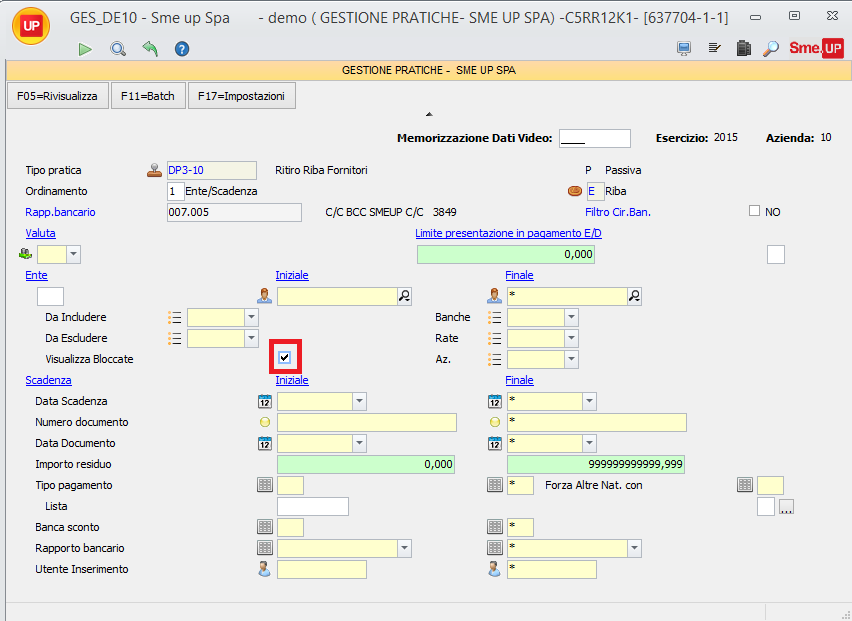 UP GES_DE10 - Sme up Spa - demo ( GESTIONE PRATICHE- SME UP SPA) -C5RR12K1- [637704-1-1]
Sme.UP
GESTIONE PRATICHE - SME UP SPA
F05=Rivisualizza F11=Batch F17=Impostazioni
Memorizzazione Dati Video: ____ Esercizio: 2015 Azienda: 10
Tipo pratica DP3-10 Ritiro Riba Fornitori P Passiva
Ordinamento 1 Ente/Scadenza E Riba
Rapp.bancario 007.005 C/C BCC SMEUP C/C 3849 Filtro Cir.Ban. NO
Valuta Limite presentazione in pagamento E/D
0,000
Ente Iniziale Finale
*
Da Includere Banche
Da Escludere Rate
Visualizza Bloccate Az.
Scadenza Iniziale Finale
Data Scadenza 12 12 *
Numero documento *
Data Documento 12 12 *
Importo residuo 0,000 999999999999,999
Tipo pagamento * Forza Altre Nat. con
Lista ...
Banca sconto *
Rapporto bancario *
Utente Inserimento *